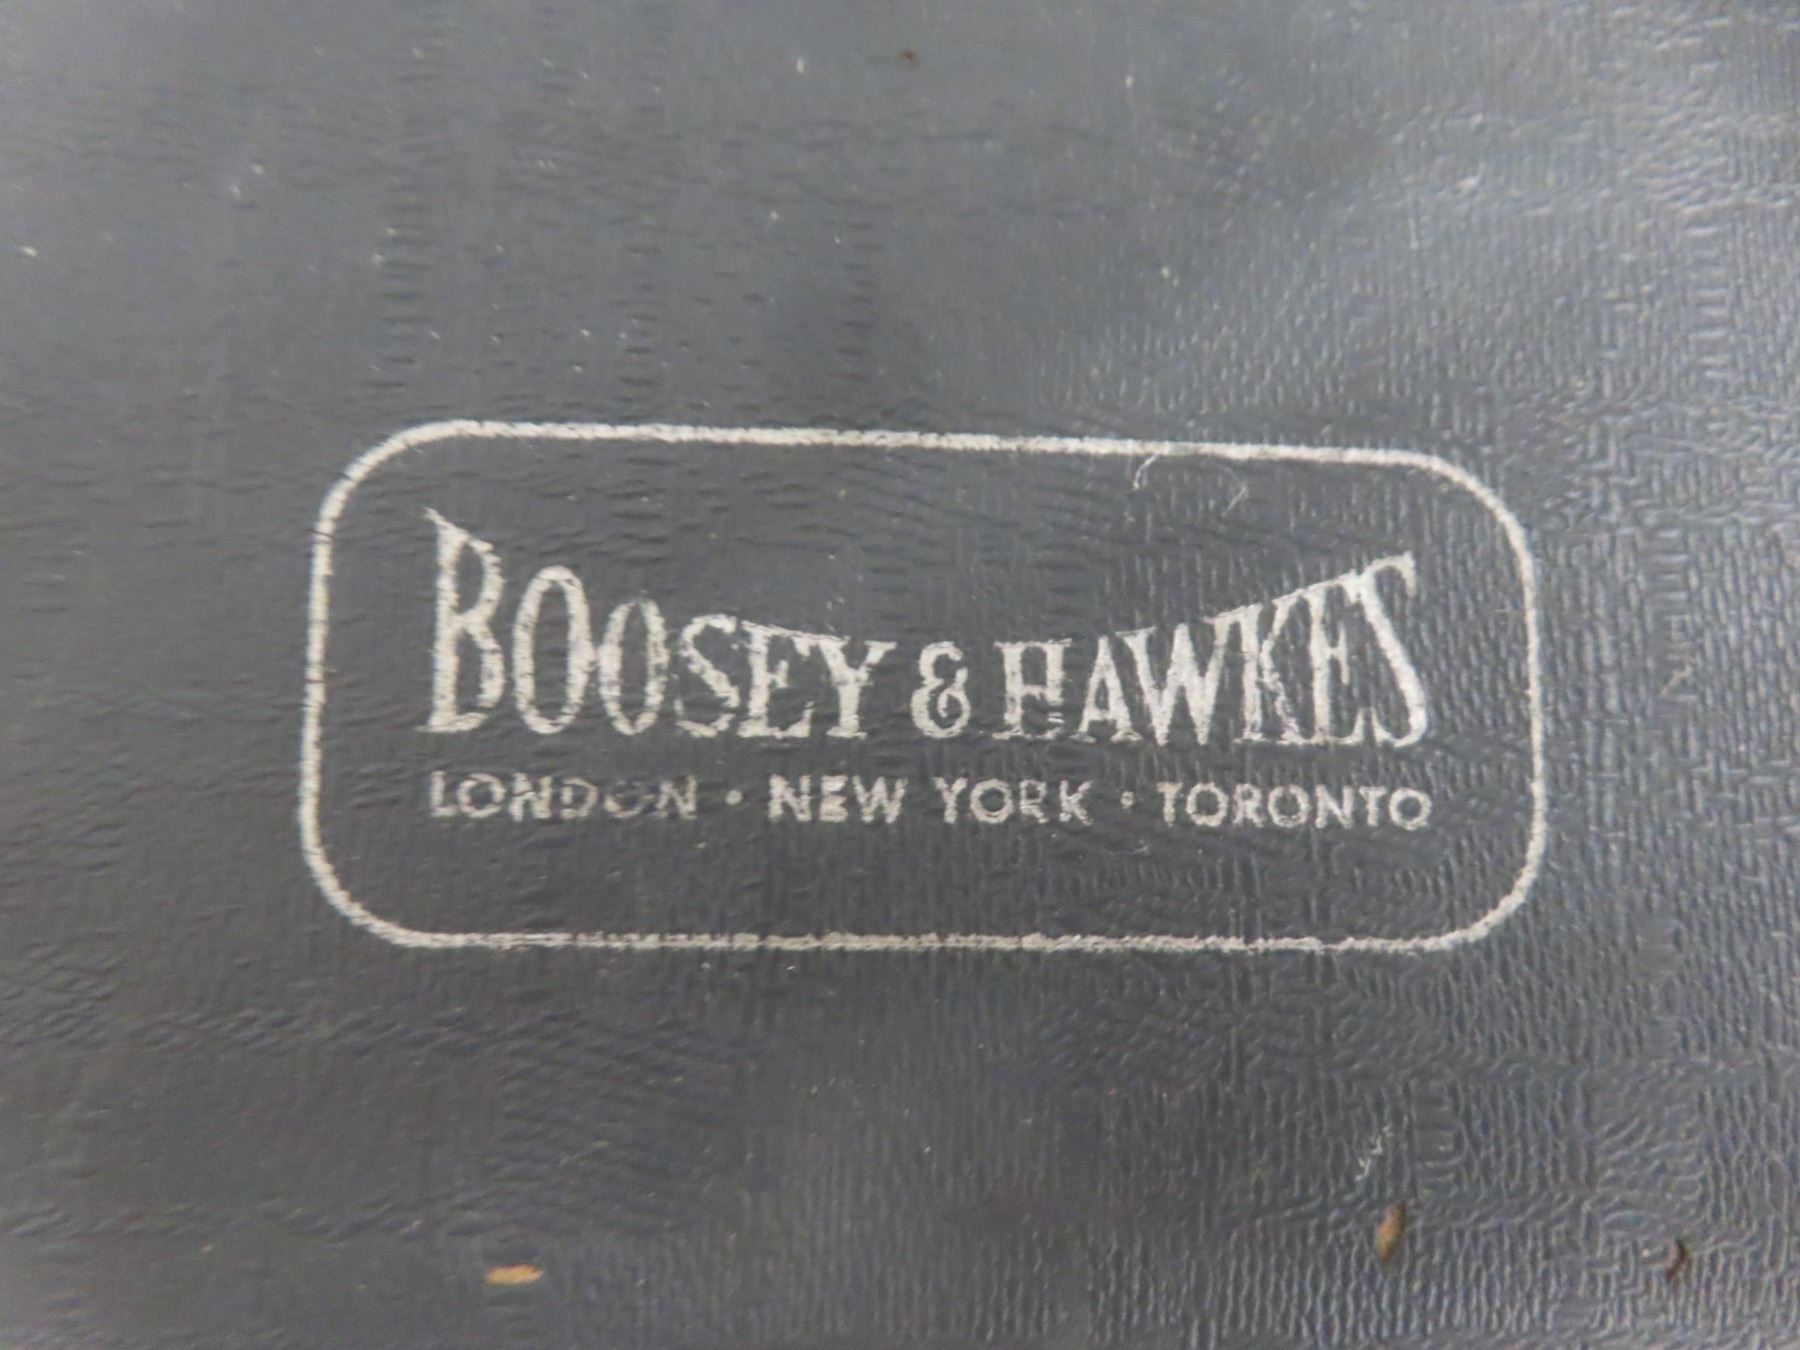 BOOSEY & HAWKES
LONDON · NEW YORK · TORONTO